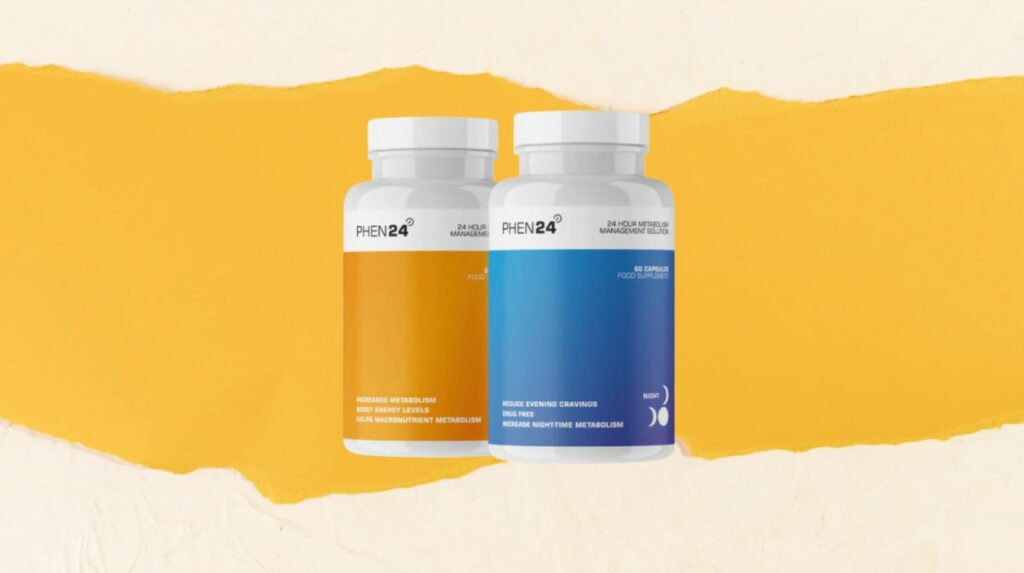 PHEN24
24 HOUR
MANAGEMEN
FOOD
INCREASED METABOLISM
BOOST ENERGY LEVELS
HELPS MACRONUTRIENT METABOLISM
PHEN24
24 HOUR METABOLISM
MANAGEMENT SOLUTION
60 CAPSULES
FOOD SUPPLEMENT
NIGHT
REDUCE EVENING CRAVINGS
DRUG FREE
INCREASE NIGHT-TIME METABOLISM